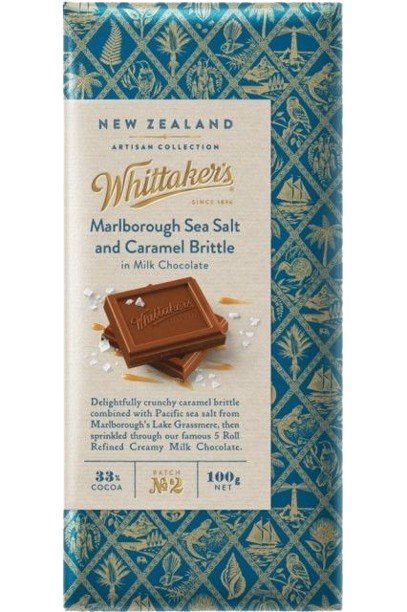 NEW ZEALAND
ARTISAN COLLECTION
Whittaker's
SINCE 1896
Marlborough Sea Salt
and Caramel Brittle
in Milk Chocolate
Whittaker's
Delightfully crunchy caramel brittle
combined with Pacific sea salt from
Marlborough's Lake Grassmere, then
sprinkled through our famous 5 Roll
Refined Creamy Milk Chocolate.
33% BATCH 100g
COCOA №2 NET